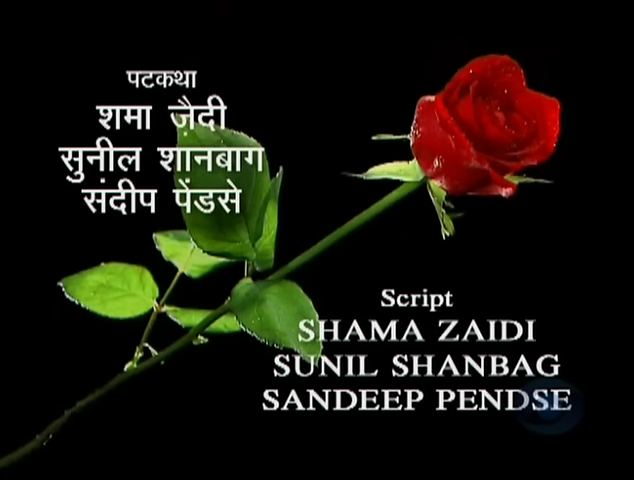 पटकथा
शमा ज़ैदी
सुनील शानबाग
संदीप पेंडसे
Script
SHAMA ZAIDI
SUNIL SHANBAG
SANDEEP PENDSE